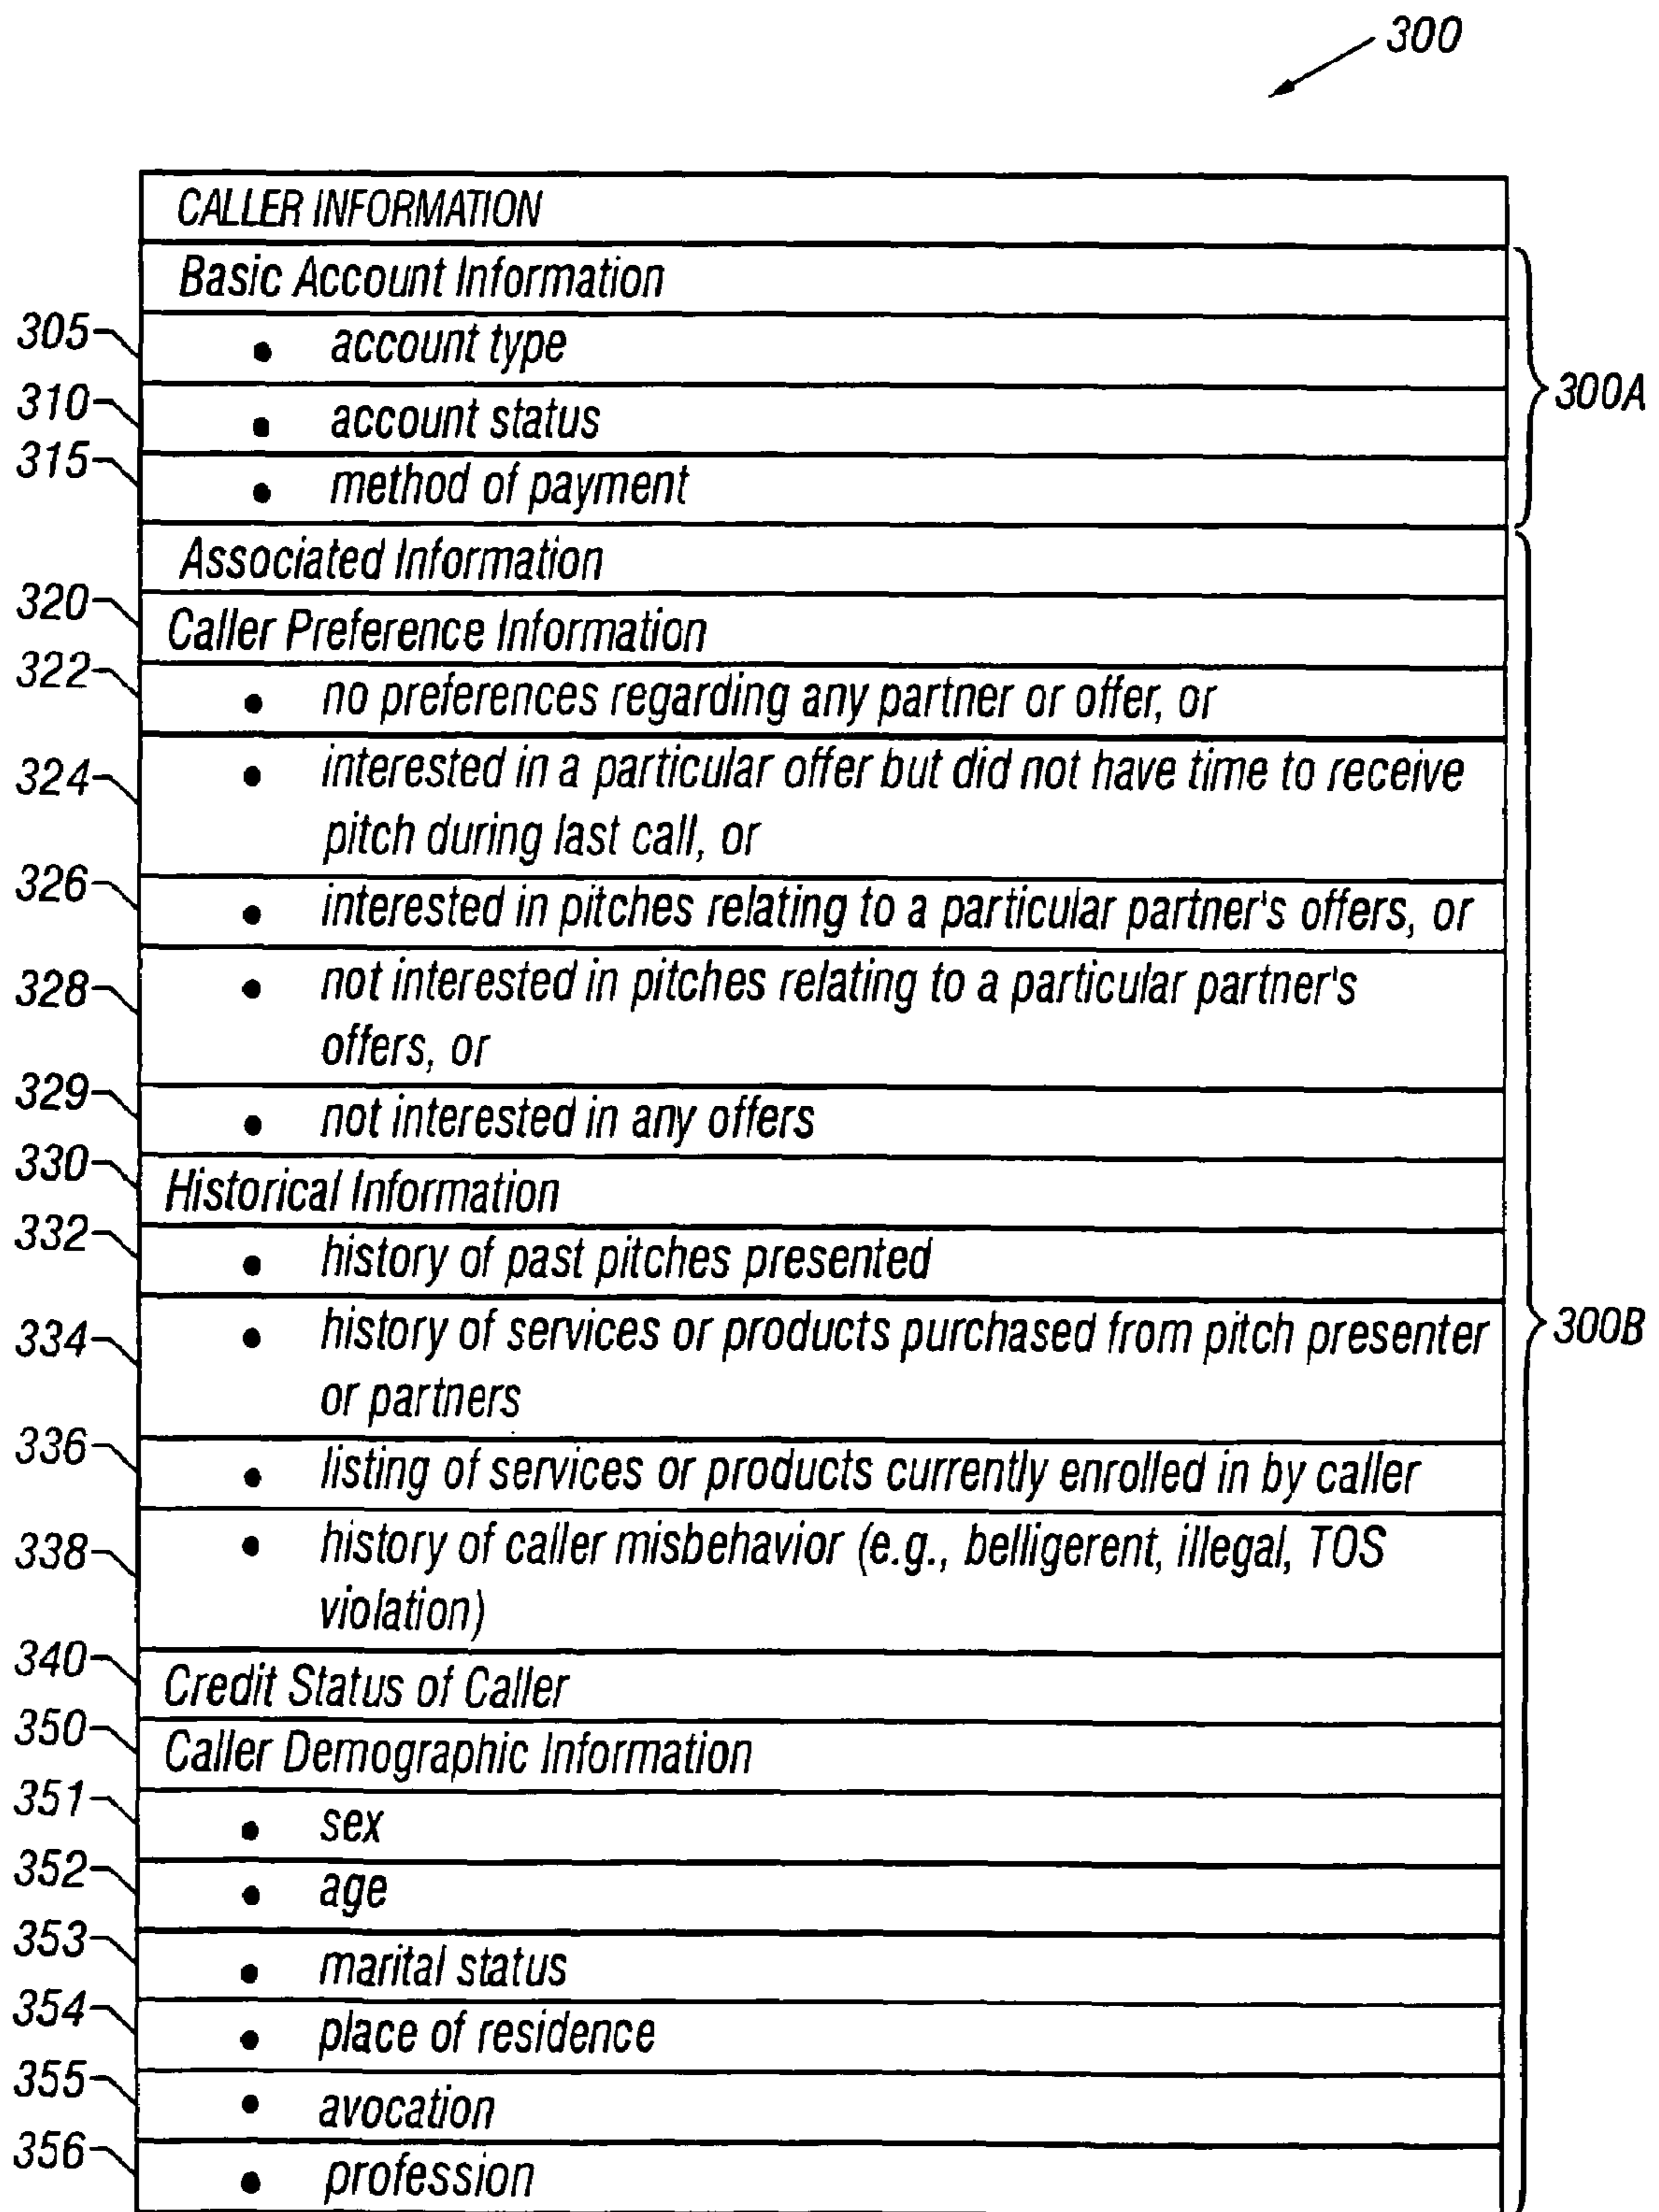 300
CALLER INFORMATION
Basic Account Information
305
• account type
300A
310
• account status
315
• method of payment
Associated Information
320
Caller Preference Information
322
• no preferences regarding any partner or offer, or
324
• interested in a particular offer but did not have time to receive
pitch during last call, or
326
• interested in pitches relating to a particular partner's offers, or
328
• not interested in pitches relating to a particular partner's
offers, or
329
• not interested in any offers
330
Historical Information
332
• history of past pitches presented
334
• history of services or products purchased from pitch presenter
300B
or partners
336
• listing of services or products currently enrolled in by caller
338
• history of caller misbehavior (e.g., belligerent, illegal, TOS
violation)
340
Credit Status of Caller
350
Caller Demographic Information
351
• sex
352
• age
353
• marital status
354
• place of residence
355
• avocation
356
• profession